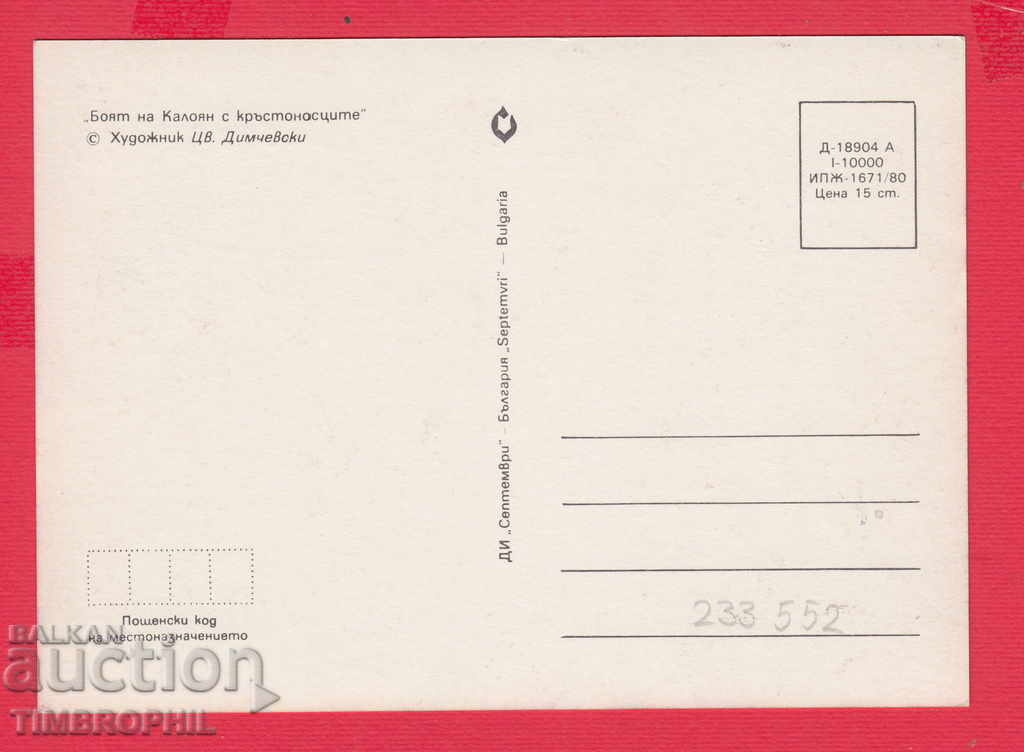 „Боят на Калоян с кръстоносците"
© Художник Цв. Димчевски
Д-18904 А
I-10000
ИПЖ-1671/80
Цена 15 ст.
ДИ „Септември" – България „Septemvri" – Bulgaria
233 552
Пощенски код
на местоназначението
BALKAN
auction
TIMBROPHIL